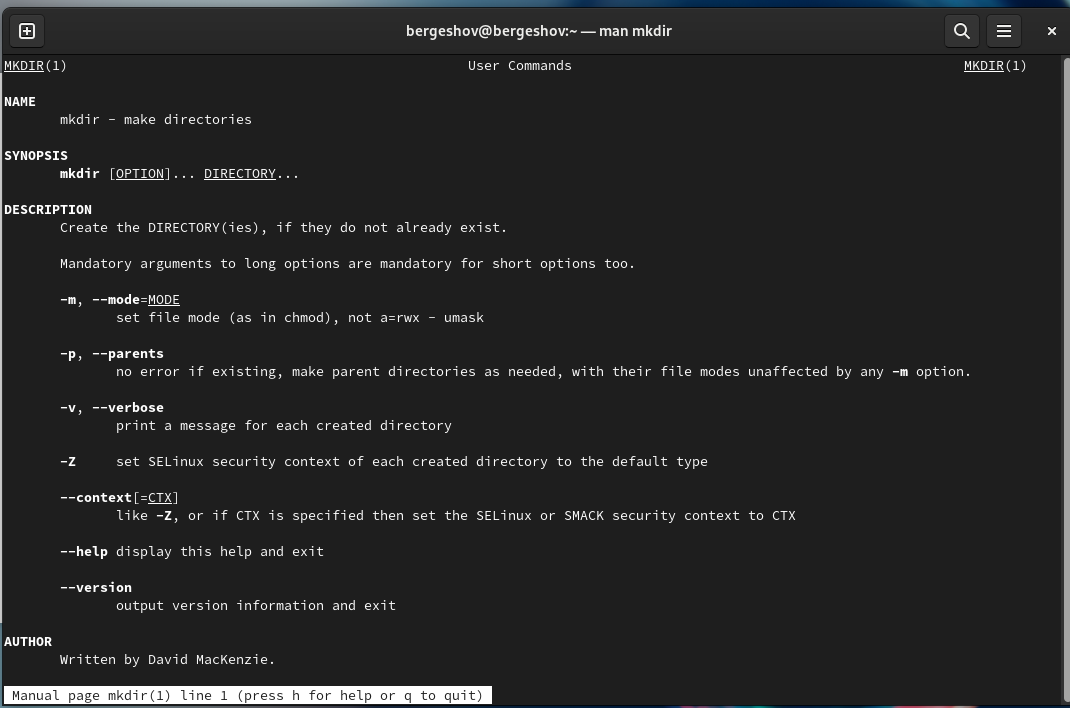 bergeshov@bergeshov:~ — man mkdir
MKDIR(1) User Commands MKDIR(1)
NAME
mkdir - make directories
SYNOPSIS
mkdir [OPTION]... DIRECTORY...
DESCRIPTION
Create the DIRECTORY(ies), if they do not already exist.
Mandatory arguments to long options are mandatory for short options too.
-m, --mode=MODE
set file mode (as in chmod), not a=rwx - umask
-p, --parents
no error if existing, make parent directories as needed, with their file modes unaffected by any -m option.
-v, --verbose
print a message for each created directory
-Z set SELinux security context of each created directory to the default type
--context[=CTX]
like -Z, or if CTX is specified then set the SELinux or SMACK security context to CTX
--help display this help and exit
--version
output version information and exit
AUTHOR
Written by David MacKenzie.
Manual page mkdir(1) line 1 (press h for help or q to quit)